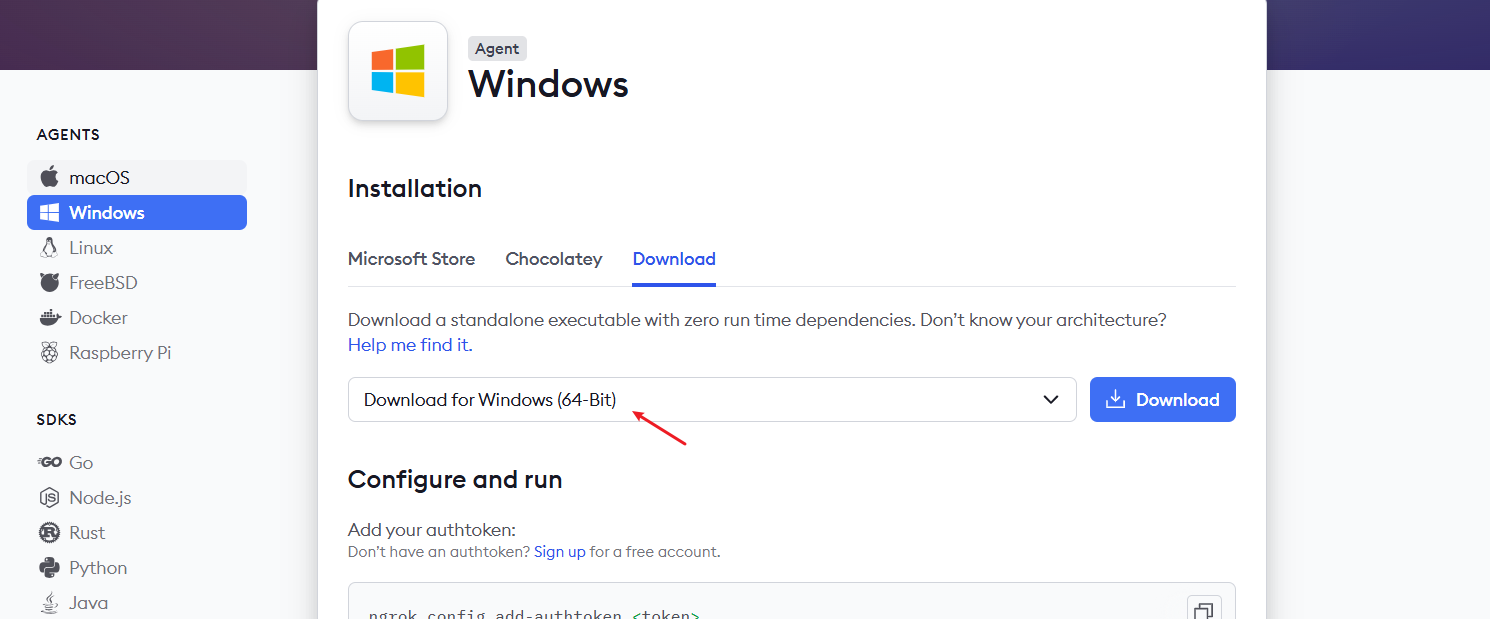 Agent
Windows
AGENTS
macOS
Windows
Linux
FreeBSD
Docker
Raspberry Pi
SDKS
GO Go
JS Node.js
R Rust
Python
Java
Installation
Microsoft Store Chocolatey Download
Download a standalone executable with zero run time dependencies. Don’t know your architecture?
Help me find it.
Download for Windows (64-Bit) Download
Configure and run
Add your authtoken:
Don’t have an authtoken? Sign up for a free account.
ngrok config add-authtoken <token>